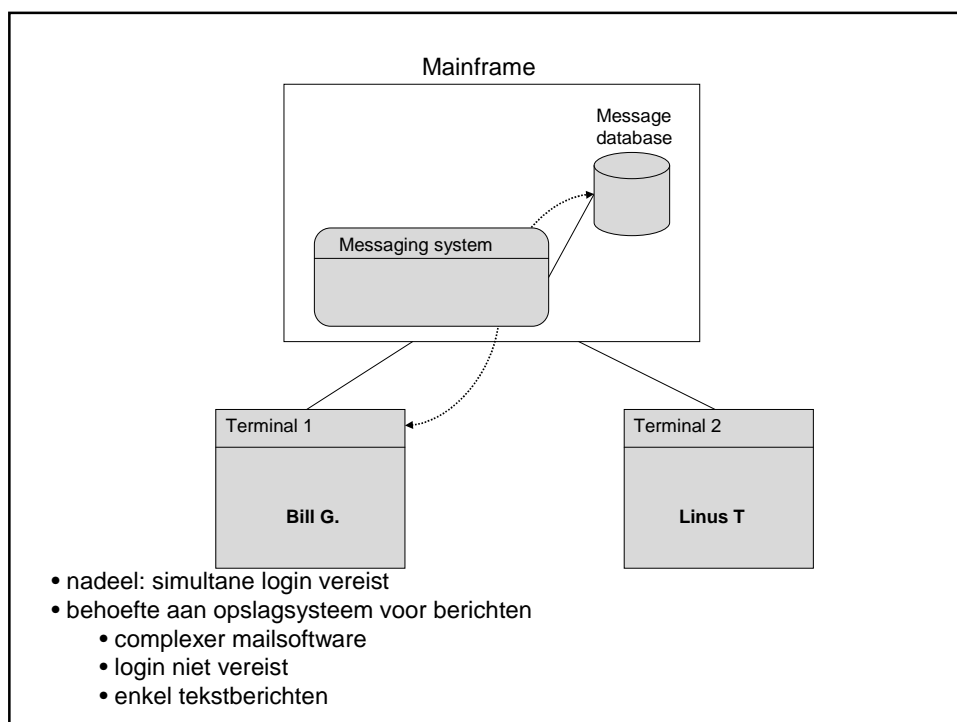 Mainframe
Message
database
Messaging system
Terminal 1
Terminal 2
Bill G.
Linus T
• nadeel: simultane login vereist
• behoefte aan opslagsysteem voor berichten
• complexer mailsoftware
• login niet vereist
• enkel tekstberichten